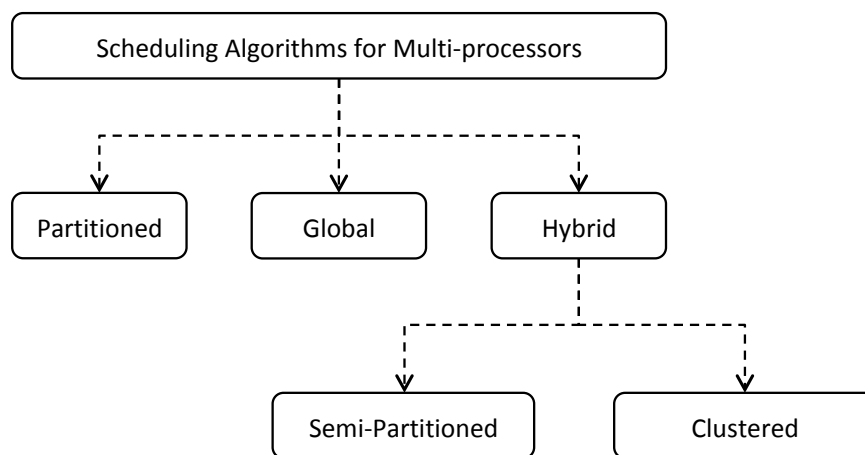 Scheduling Algorithms for Multi-processors
Partitioned
Global
Hybrid
Semi-Partitioned
Clustered